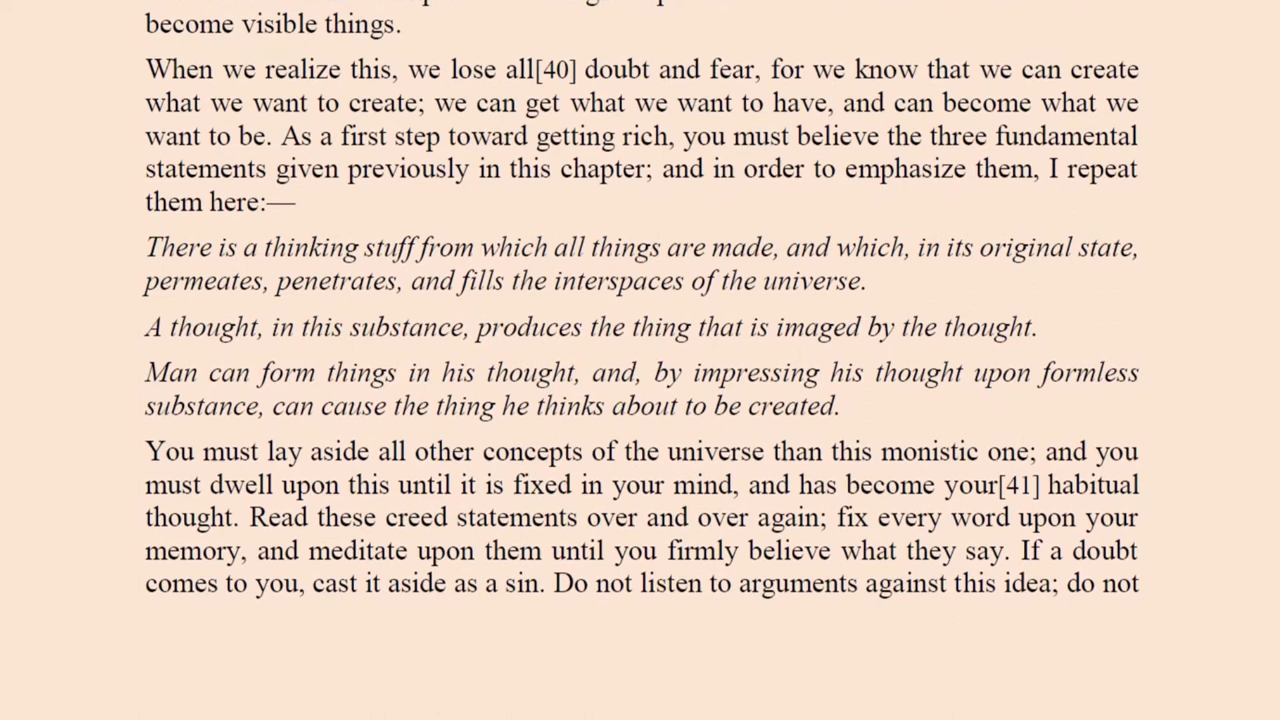 become visible things.
When we realize this, we lose all[40] doubt and fear, for we know that we can create
what we want to create; we can get what we want to have, and can become what we
want to be. As a first step toward getting rich, you must believe the three fundamental
statements given previously in this chapter; and in order to emphasize them, I repeat
them here:—
There is a thinking stuff from which all things are made, and which, in its original state,
permeates, penetrates, and fills the interspaces of the universe.
A thought, in this substance, produces the thing that is imaged by the thought.
Man can form things in his thought, and, by impressing his thought upon formless
substance, can cause the thing he thinks about to be created.
You must lay aside all other concepts of the universe than this monistic one; and you
must dwell upon this until it is fixed in your mind, and has become your[41] habitual
thought. Read these creed statements over and over again; fix every word upon your
memory, and meditate upon them until you firmly believe what they say. If a doubt
comes to you, cast it aside as a sin. Do not listen to arguments against this idea; do not